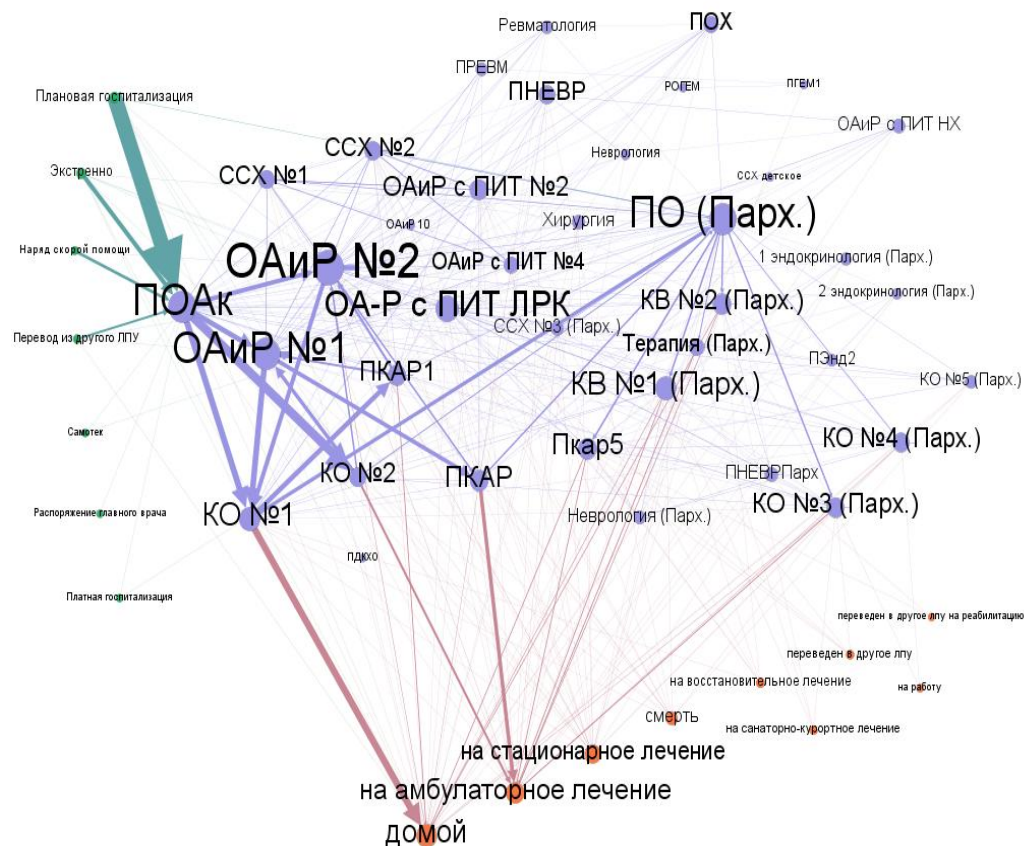 Ревматология
ПОХ
ПРЕВМ
ПНЕВР
РОГЕМ
ПГЕМ1
Плановая госпитализация
ОАиР с ПИТ НХ
ССХ №2
Неврология
Экстренно
ССХ №1
ОАиР с ПИТ №2
ССХ детское
ОАиР 10
Хирургия
ПО (Парх.)
Наряд скорой помощи
ОАиР №2
ОАиР с ПИТ №4
1 эндокринология (Парх.)
ПОАк
ОА-Р с ПИТ ЛРК
КВ №2 (Парх.)
2 эндокринология (Парх.)
ССХ №3 (Парх.)
Перевод из другого ЛПУ
ОАиР №1
Терапия (Парх.)
ПЭнд2
ПКАР1
КВ №1 (Парх.)
КО №5 (Парх.)
Самотек
Пкар5
КО №4 (Парх.)
КО №2
ПКАР
ПНЕВРПарх
КО №1
Неврология (Парх.)
КО №3 (Парх.)
Распоряжение главного врача
пдкхо
Платная госпитализация
переведен в другое лпу на реабилитацию
переведен в другое лпу
на восстановительное лечение
на работу
смерть
на санаторно-курортное лечение
на стационарное лечение
на амбулаторное лечение
домой